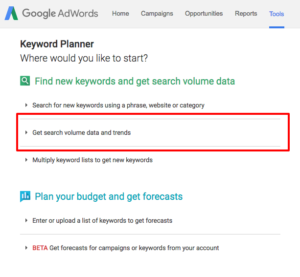 Google AdWords Home Campaigns Opportunities Reports Tools
Keyword Planner
Where would you like to start?
Find new keywords and get search volume data
Search for new keywords using a phrase, website or category
Get search volume data and trends
Multiply keyword lists to get new keywords
Plan your budget and get forecasts
Enter or upload a list of keywords to get forecasts
BETA Get forecasts for campaigns or keywords from your account